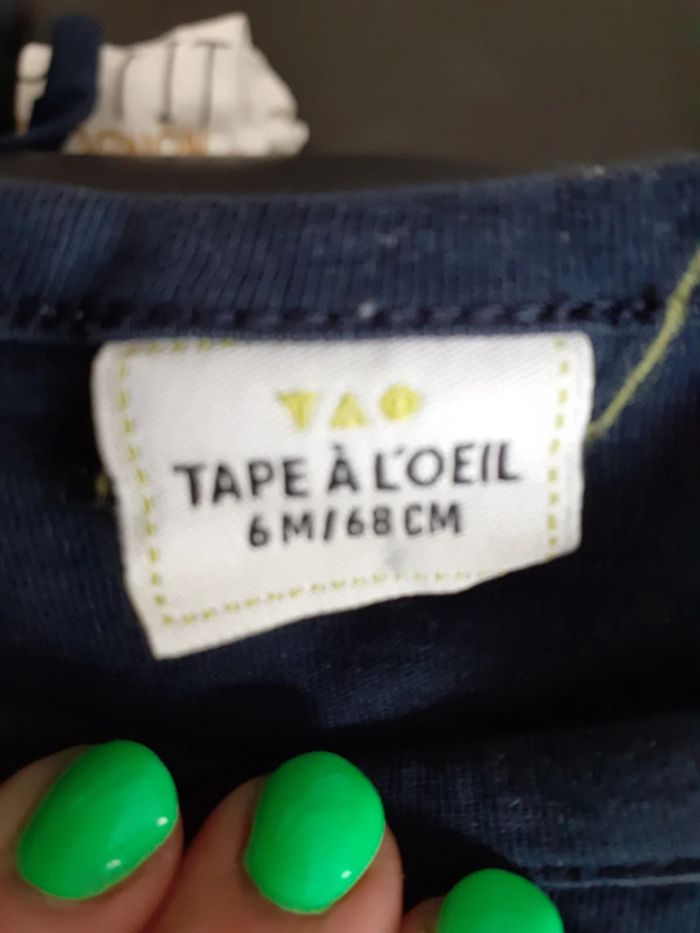 TAO
TAPE À L'OEIL
6M/68CM